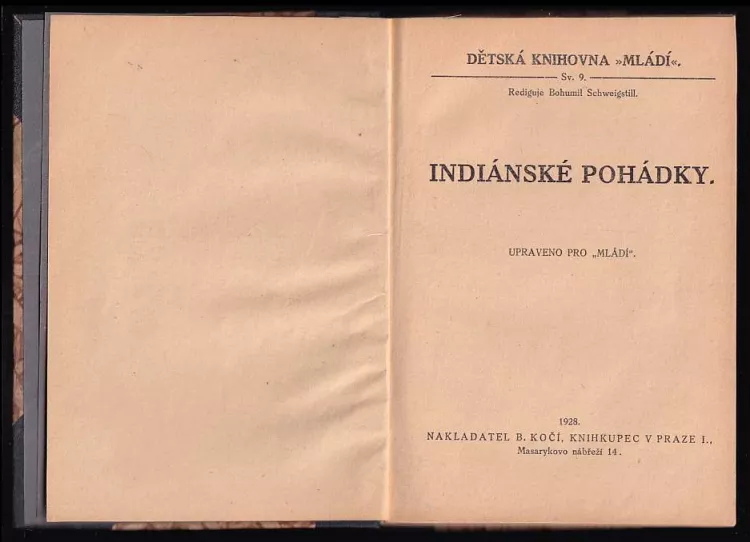 DĚTSKÁ KNIHOVNA »MLÁDÍ«.
Sv. 9.
Rediguje Bohumil Schweigstill.
INDIÁNSKÉ POHÁDKY.
UPRAVENO PRO „MLÁDÍ“.
1928.
NAKLADATEL B. KOČÍ, KNIHKUPEC V PRAZE I.,
Masarykovo nábřeží 14.